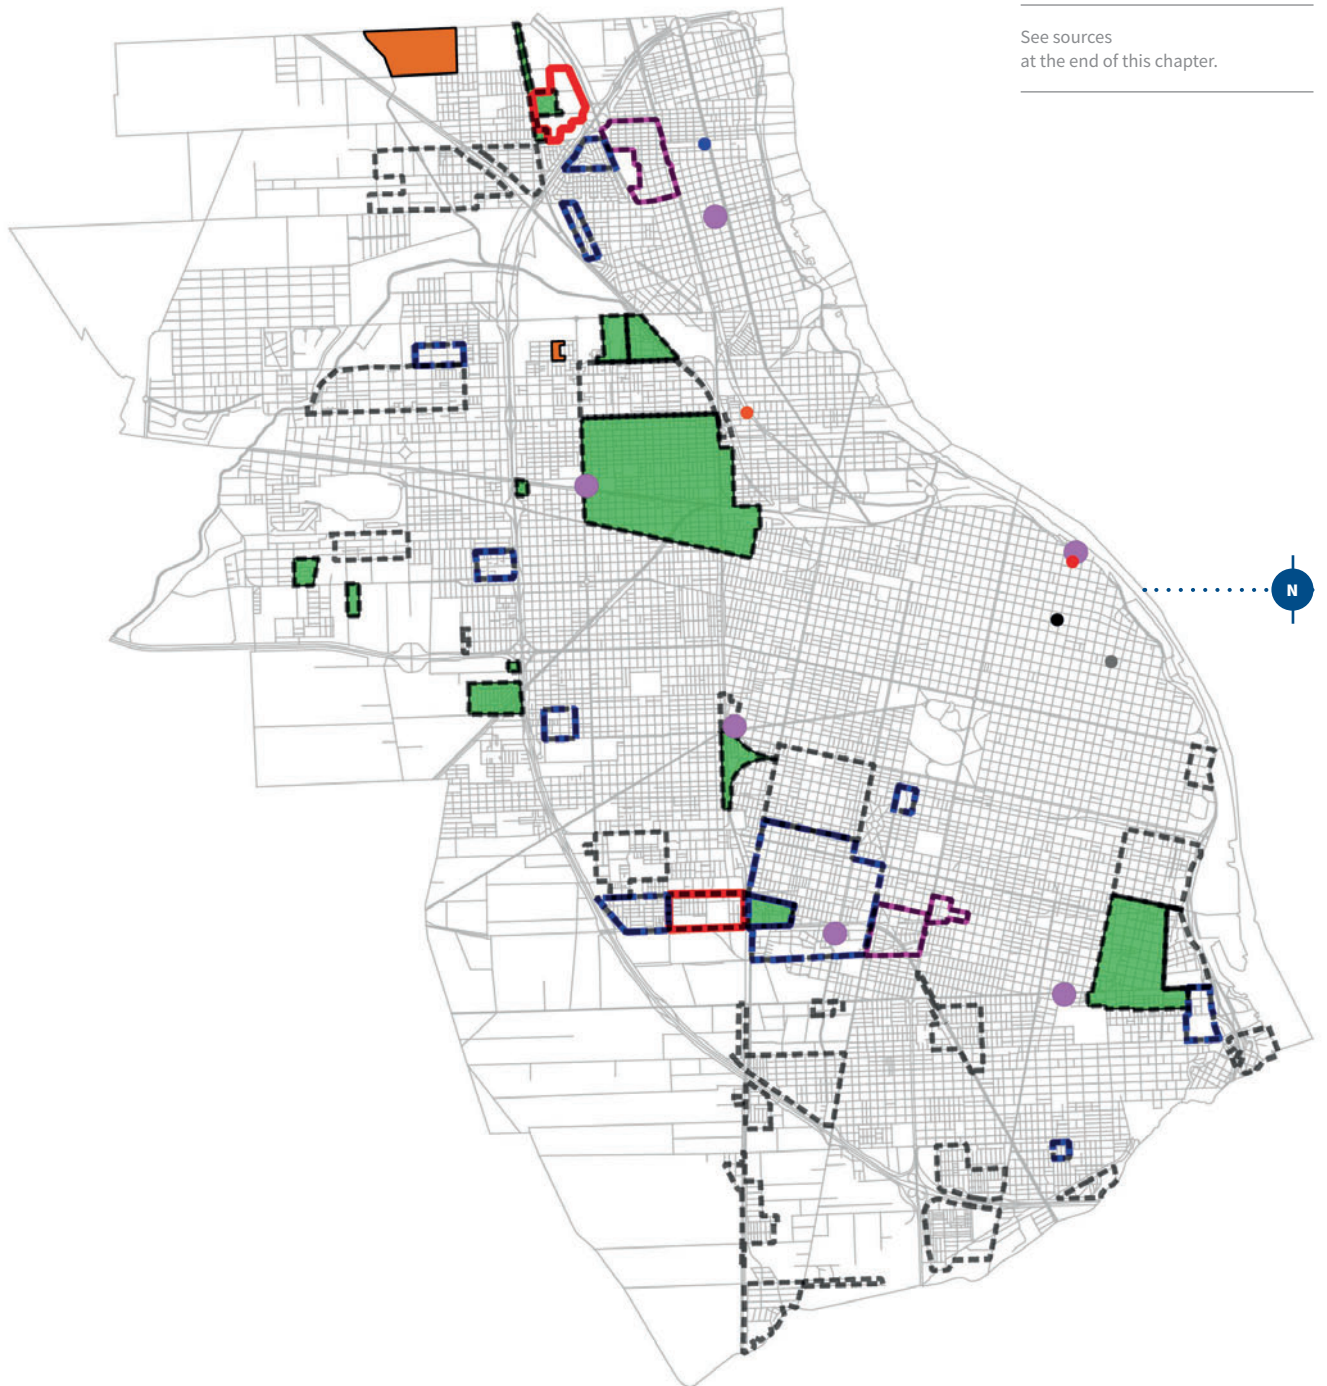 See sources
at the end of this chapter.
N